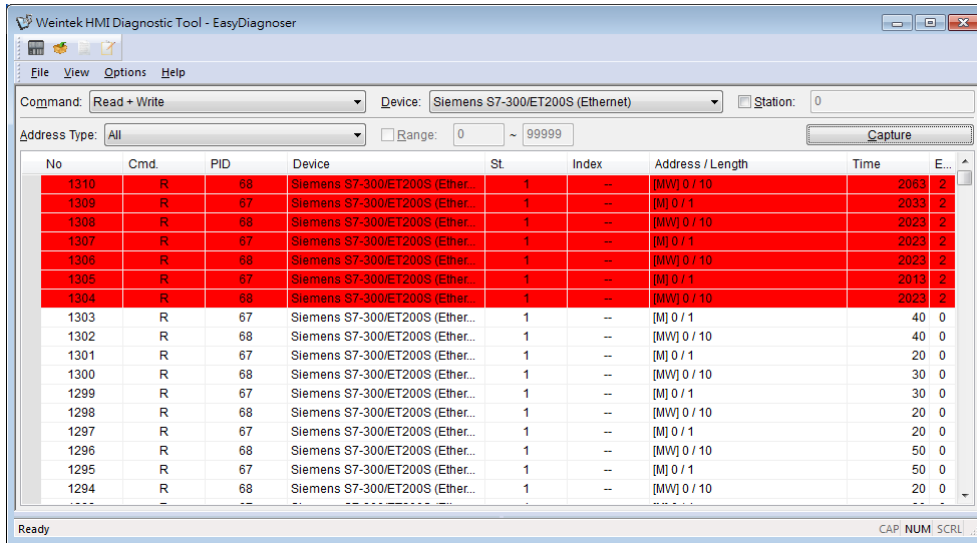 Weintek HMI Diagnostic Tool - EasyDiagnoser
File View Options Help
Command: Read + Write Device: Siemens S7-300/ET200S (Ethernet) Station: 0
Address Type: All Range: 0 ~ 99999 Capture
No Cmd. PID Device St. Index Address / Length Time E...
1310 R 68 Siemens S7-300/ET200S (Ether... 1 -- [MW] 0 / 10 2063 2
1309 R 67 Siemens S7-300/ET200S (Ether... 1 -- [M] 0 / 1 2033 2
1308 R 68 Siemens S7-300/ET200S (Ether... 1 -- [MW] 0 / 10 2023 2
1307 R 67 Siemens S7-300/ET200S (Ether... 1 -- [M] 0 / 1 2023 2
1306 R 68 Siemens S7-300/ET200S (Ether... 1 -- [MW] 0 / 10 2023 2
1305 R 67 Siemens S7-300/ET200S (Ether... 1 -- [M] 0 / 1 2013 2
1304 R 68 Siemens S7-300/ET200S (Ether... 1 -- [MW] 0 / 10 2023 2
1303 R 67 Siemens S7-300/ET200S (Ether... 1 -- [M] 0 / 1 40 0
1302 R 68 Siemens S7-300/ET200S (Ether... 1 -- [MW] 0 / 10 40 0
1301 R 67 Siemens S7-300/ET200S (Ether... 1 -- [M] 0 / 1 20 0
1300 R 68 Siemens S7-300/ET200S (Ether... 1 -- [MW] 0 / 10 30 0
1299 R 67 Siemens S7-300/ET200S (Ether... 1 -- [M] 0 / 1 30 0
1298 R 68 Siemens S7-300/ET200S (Ether... 1 -- [MW] 0 / 10 20 0
1297 R 67 Siemens S7-300/ET200S (Ether... 1 -- [M] 0 / 1 20 0
1296 R 68 Siemens S7-300/ET200S (Ether... 1 -- [MW] 0 / 10 50 0
1295 R 67 Siemens S7-300/ET200S (Ether... 1 -- [M] 0 / 1 50 0
1294 R 68 Siemens S7-300/ET200S (Ether... 1 -- [MW] 0 / 10 20 0
Ready CAP NUM SCRL